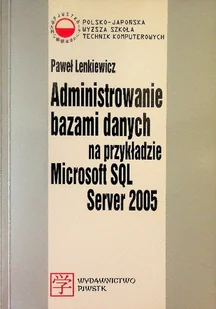 POLSKO-JAPOŃSKA
WYŻSZA SZKOŁA
TECHNIK KOMPUTEROWYCH
Paweł Lenkiewicz
Administrowanie
bazami danych
na przykładzie
Microsoft SQL
Server 2005
学
WYDAWNICTWO
PJWSTK